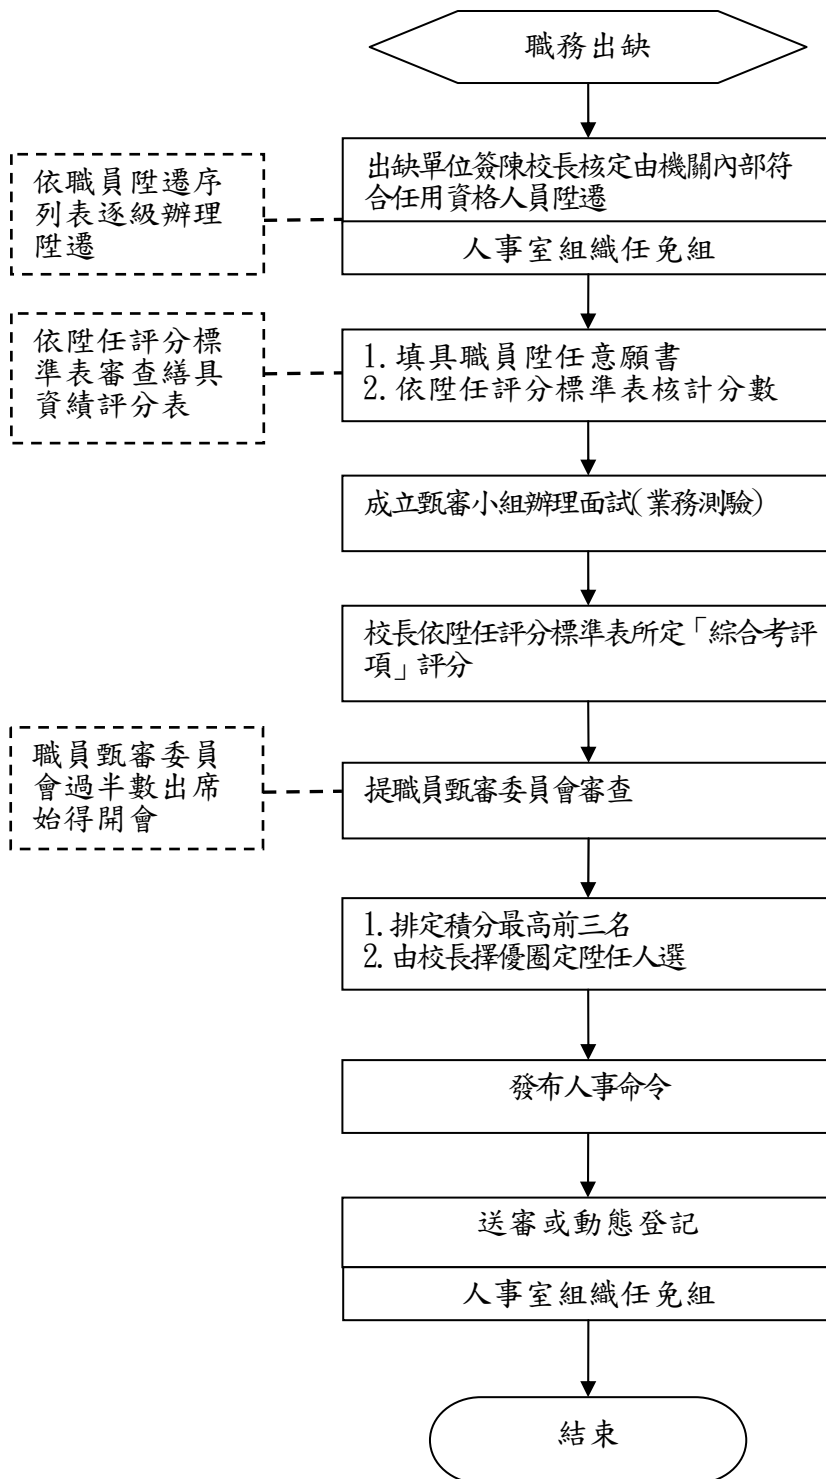 職務出缺
依職員陞遷序
列表逐級辦理
陞遷
出缺單位簽陳校長核定由機關內部符
合任用資格人員陞遷
人事室組織任免組
依陞任評分標
準表審查繕具
資績評分表
1. 填具職員陞任意願書
2. 依陞任評分標準表核計分數
成立甄審小組辦理面試(業務測驗)
校長依陞任評分標準表所定「綜合考評
項」評分
職員甄審委員
會過半數出席
始得開會
提職員甄審委員會審查
1. 排定積分最高前三名
2. 由校長擇優圈定陞任人選
發布人事命令
送審或動態登記
人事室組織任免組
結束